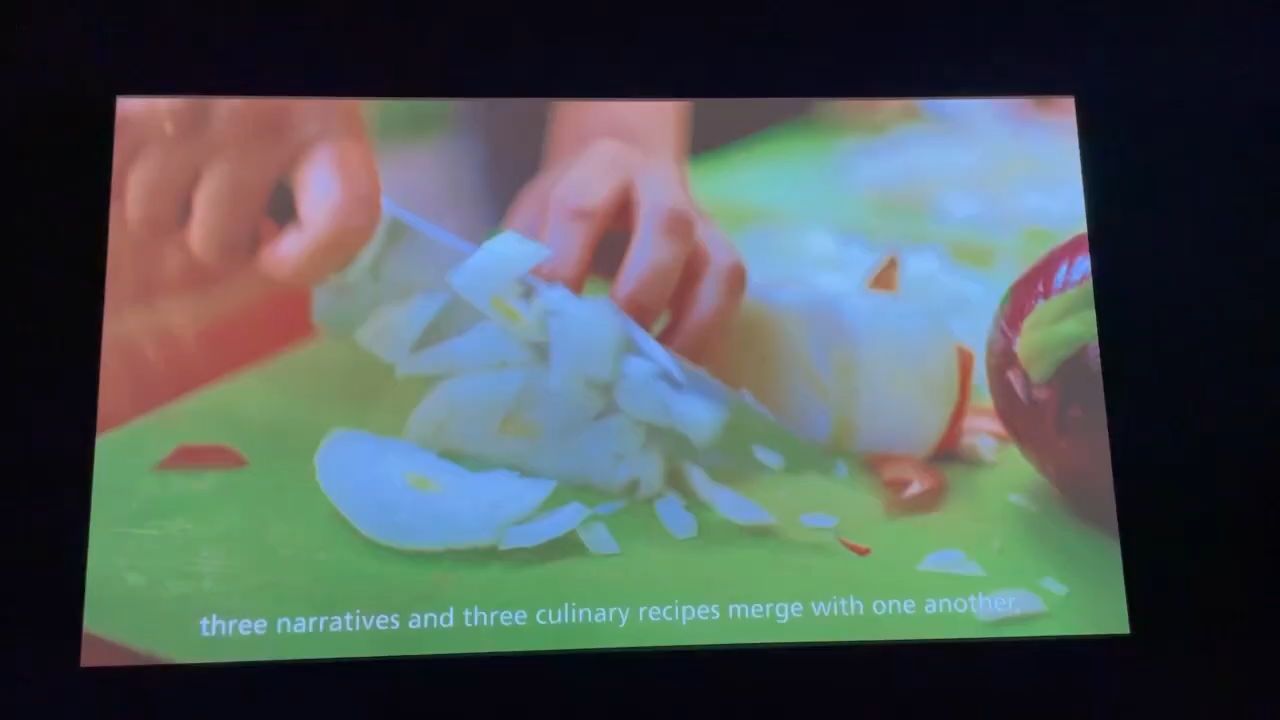 three narratives and three culinary recipes merge with one another.